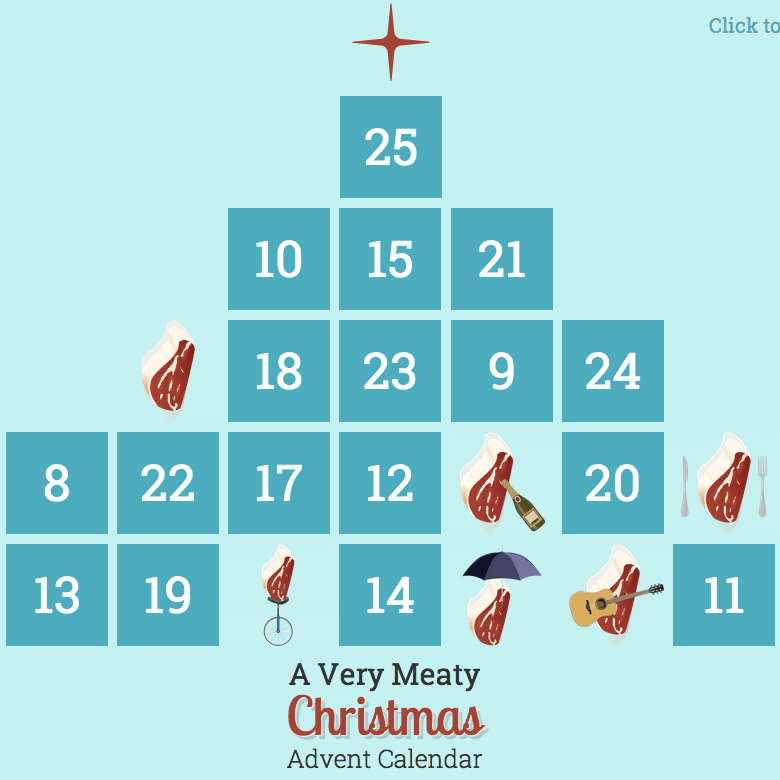 Click to
25
10 15 21
18 23 9 24
8 22 17 12 20
13 19 14 11
A Very Meaty
Christmas
Advent Calendar